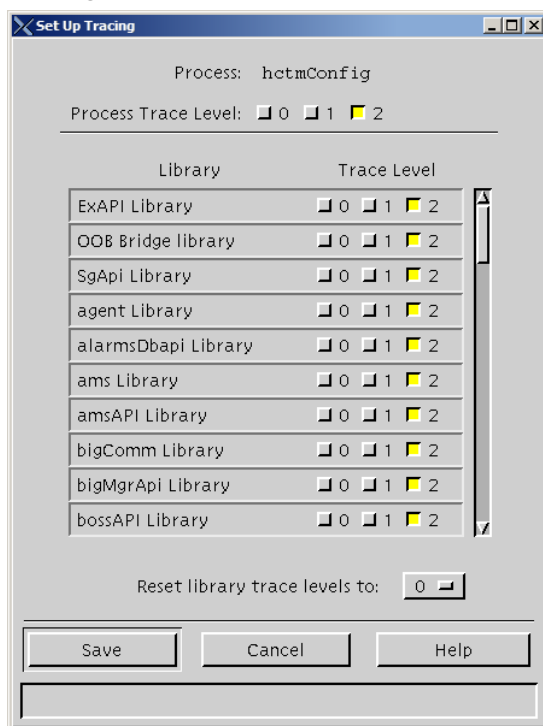 Set Up Tracing
Process: hctmConfig
Process Trace Level: 0 1 2
Library Trace Level
ExAPI Library 0 1 2
OOB Bridge library 0 1 2
SgApi Library 0 1 2
agent Library 0 1 2
alarmsDbapi Library 0 1 2
ams Library 0 1 2
amsAPI Library 0 1 2
bigComm Library 0 1 2
bigMgrApi Library 0 1 2
bossAPI Library 0 1 2
Reset library trace levels to: 0
Save Cancel Help